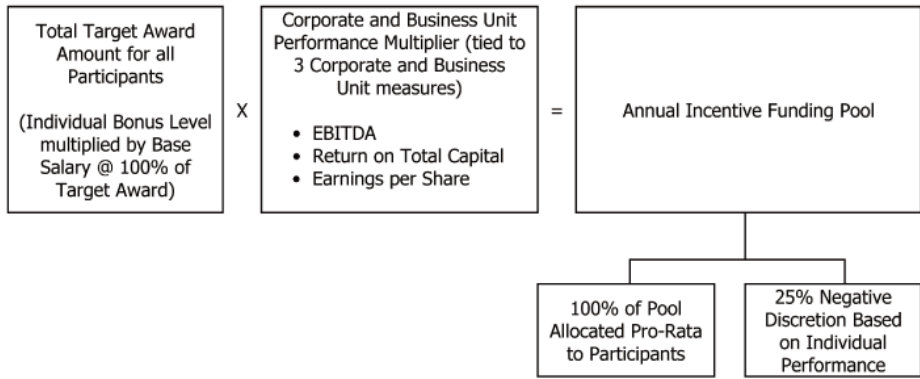 Total Target Award
Amount for all
Participants
(Individual Bonus Level
multiplied by Base
Salary @ 100% of
Target Award)
X
Corporate and Business Unit
Performance Multiplier (tied to
3 Corporate and Business
Unit measures)
• EBITDA
• Return on Total Capital
• Earnings per Share
=
Annual Incentive Funding Pool
100% of Pool
Allocated Pro-Rata
to Participants
25% Negative
Discretion Based
on Individual
Performance